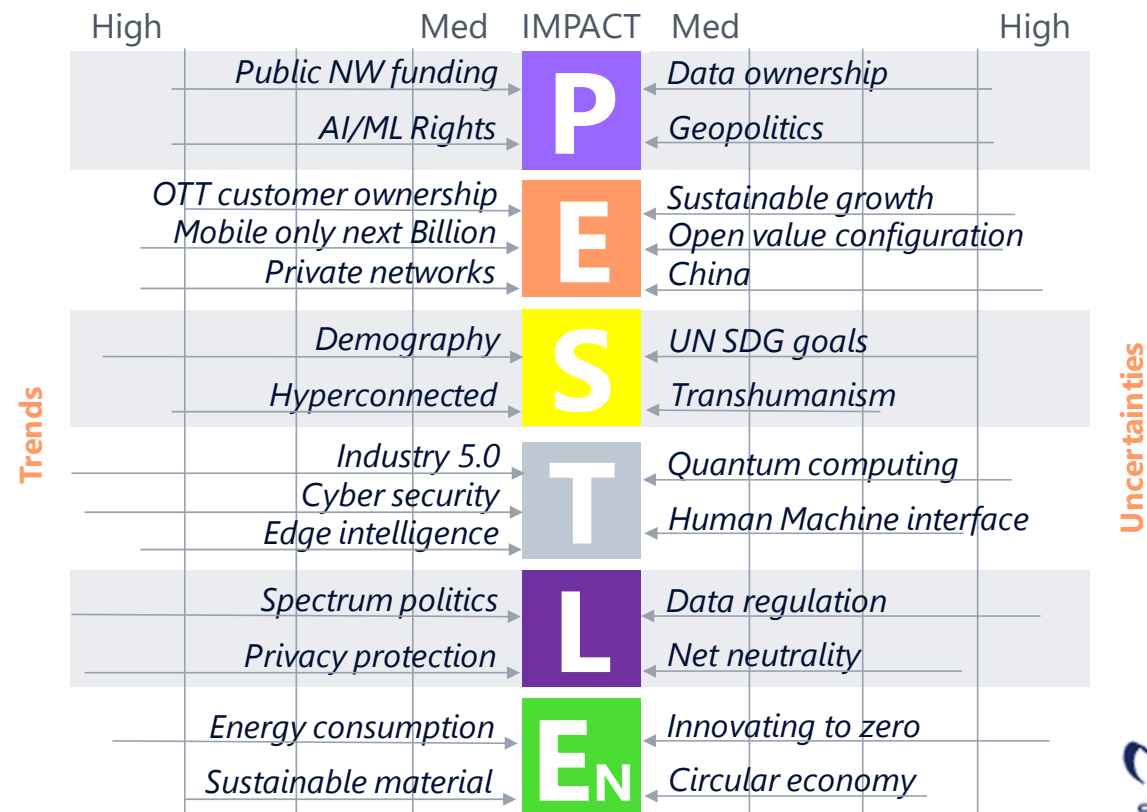 High Med IMPACT Med High
Public NW funding P Data ownership
AI/ML Rights Geopolitics
OTT customer ownership E Sustainable growth
Mobile only next Billion Open value configuration
Private networks China
Demography S UN SDG goals
Hyperconnected Transhumanism
Trends
Uncertainties
Industry 5.0 T Quantum computing
Cyber security Human Machine interface
Edge intelligence
Spectrum politics L Data regulation
Privacy protection Net neutrality
Energy consumption EN Innovating to zero
Sustainable material Circular economy